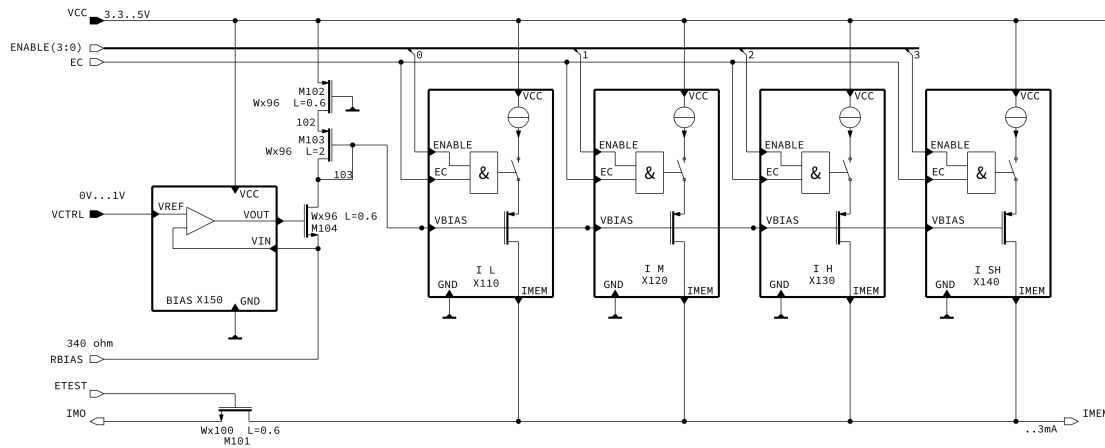 VCC 3.3..5V
ENABLE(3:0) 0 1 2 3
EC
M102
Wx96 L=0.6
102
M103
Wx96 L=2
103
VCC VCC VCC VCC
ENABLE ENABLE ENABLE ENABLE
& & & &
EC EC EC EC
0V...1V
VCC
VCTRL VREF VOUT
Wx96 L=0.6
M104
VIN
VBIAS VBIAS VBIAS VBIAS
I L I M I H I SH
X110 X120 X130 X140
GND IMEM GND IMEM GND IMEM GND IMEM
BIAS X150 GND
340 ohm
RBIAS
ETEST
IMO
Wx100 L=0.6
M101
IMEM
..3mA